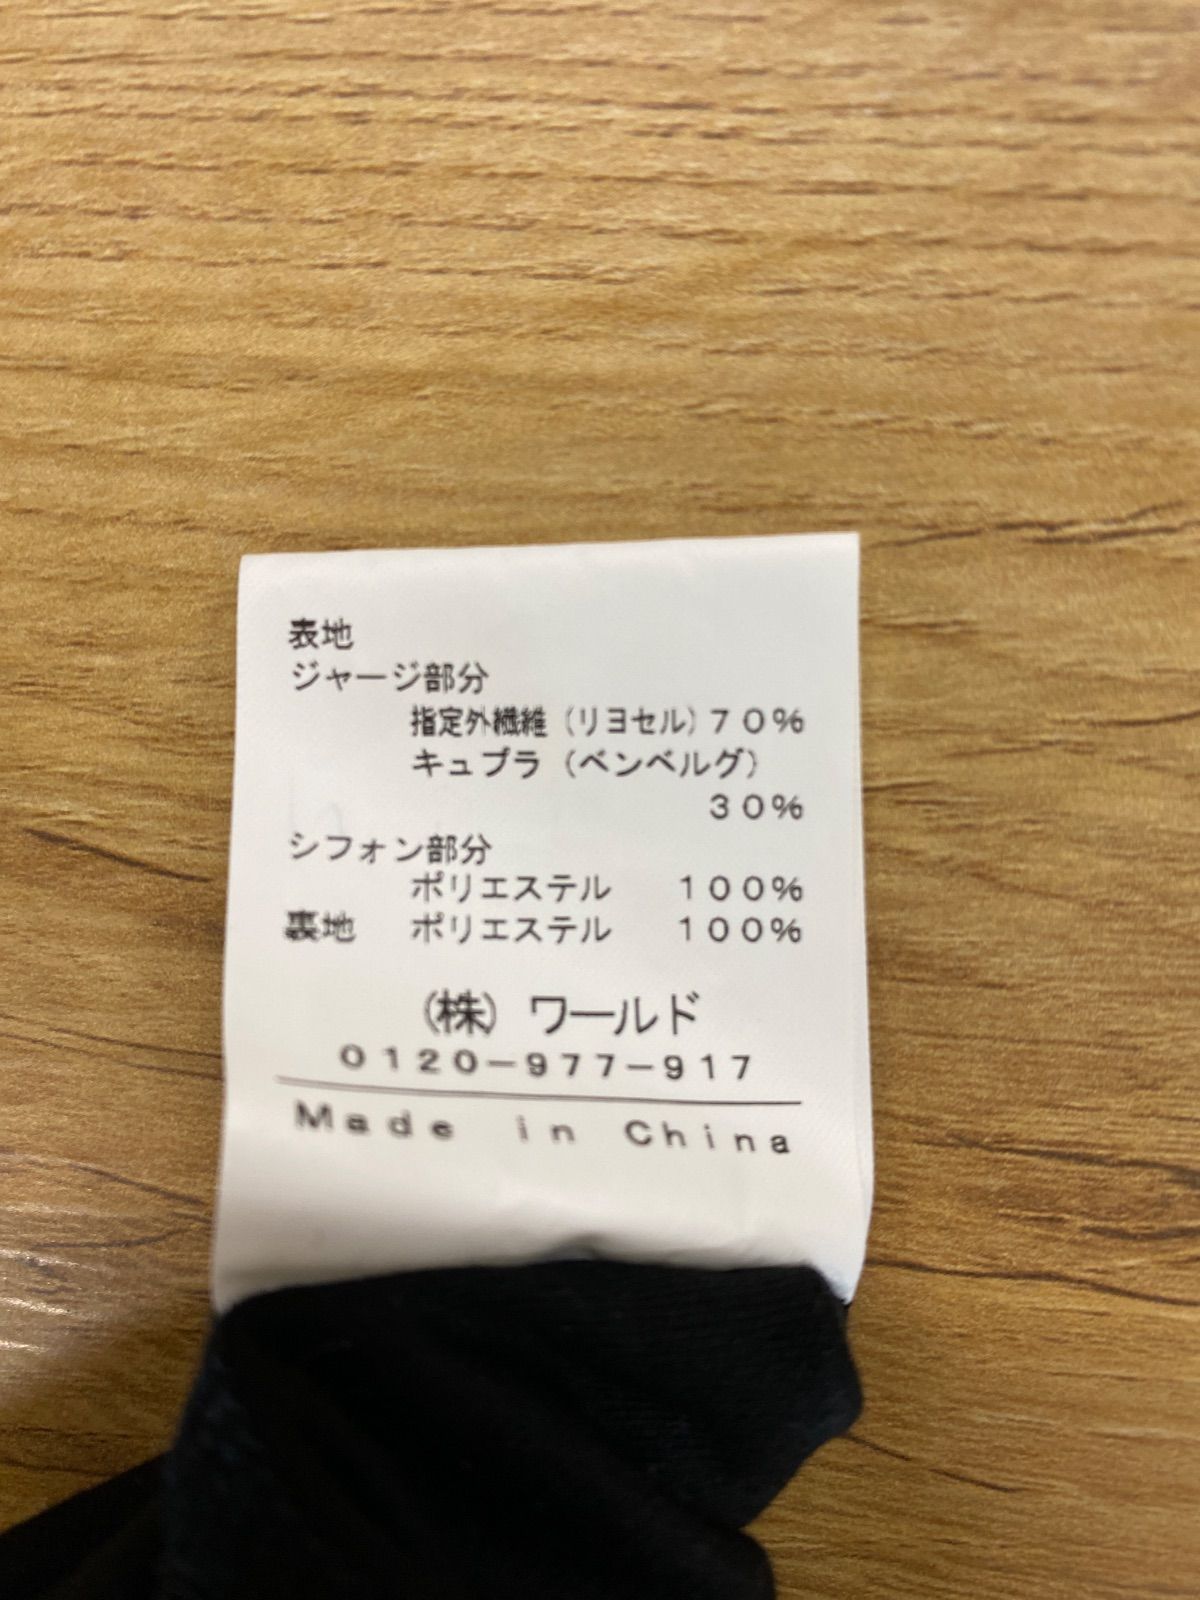 表地
ジャージ部分
指定外繊維（リヨセル）７０％
キュプラ（ベンベルグ）
３０％
シフォン部分
ポリエステル　１００％
裏地　ポリエステル　１００％
（株）ワールド
０１２０－９７７－９１７
Made in China